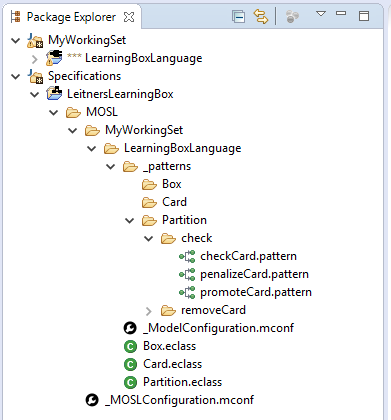 Package Explorer
MyWorkingSet
*** LearningBoxLanguage
Specifications
LeitnersLearningBox
MOSL
MyWorkingSet
LearningBoxLanguage
_patterns
Box
Card
Partition
check
checkCard.pattern
penalizeCard.pattern
promoteCard.pattern
removeCard
_ModelConfiguration.mconf
Box.eclass
Card.eclass
Partition.eclass
_MOSLConfiguration.mconf